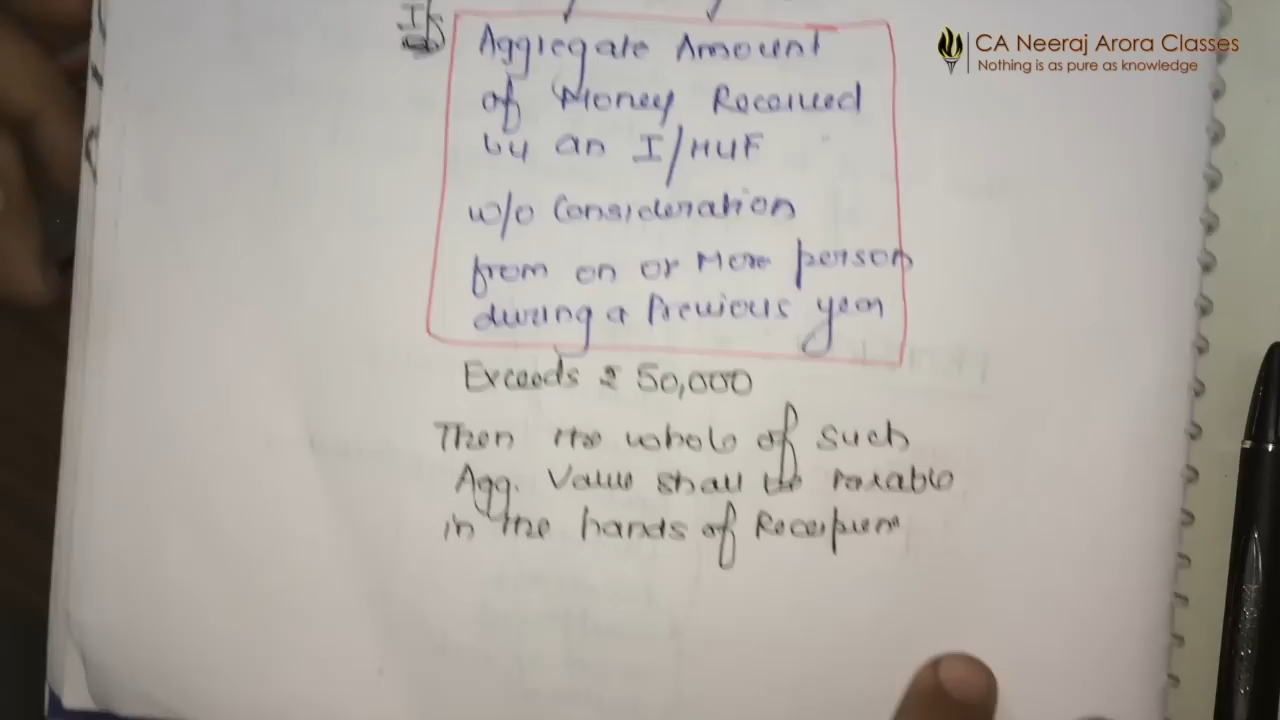 If
Aggregate Amount
of Money Received
by an I/HUF
w/o Consideration
from on or More person
during a Previous year
Exceeds ₹ 50,000
Then the whole of such
Agg. Value shall be taxable
in the hands of Recepient
CA Neeraj Arora Classes
Nothing is as pure as knowledge